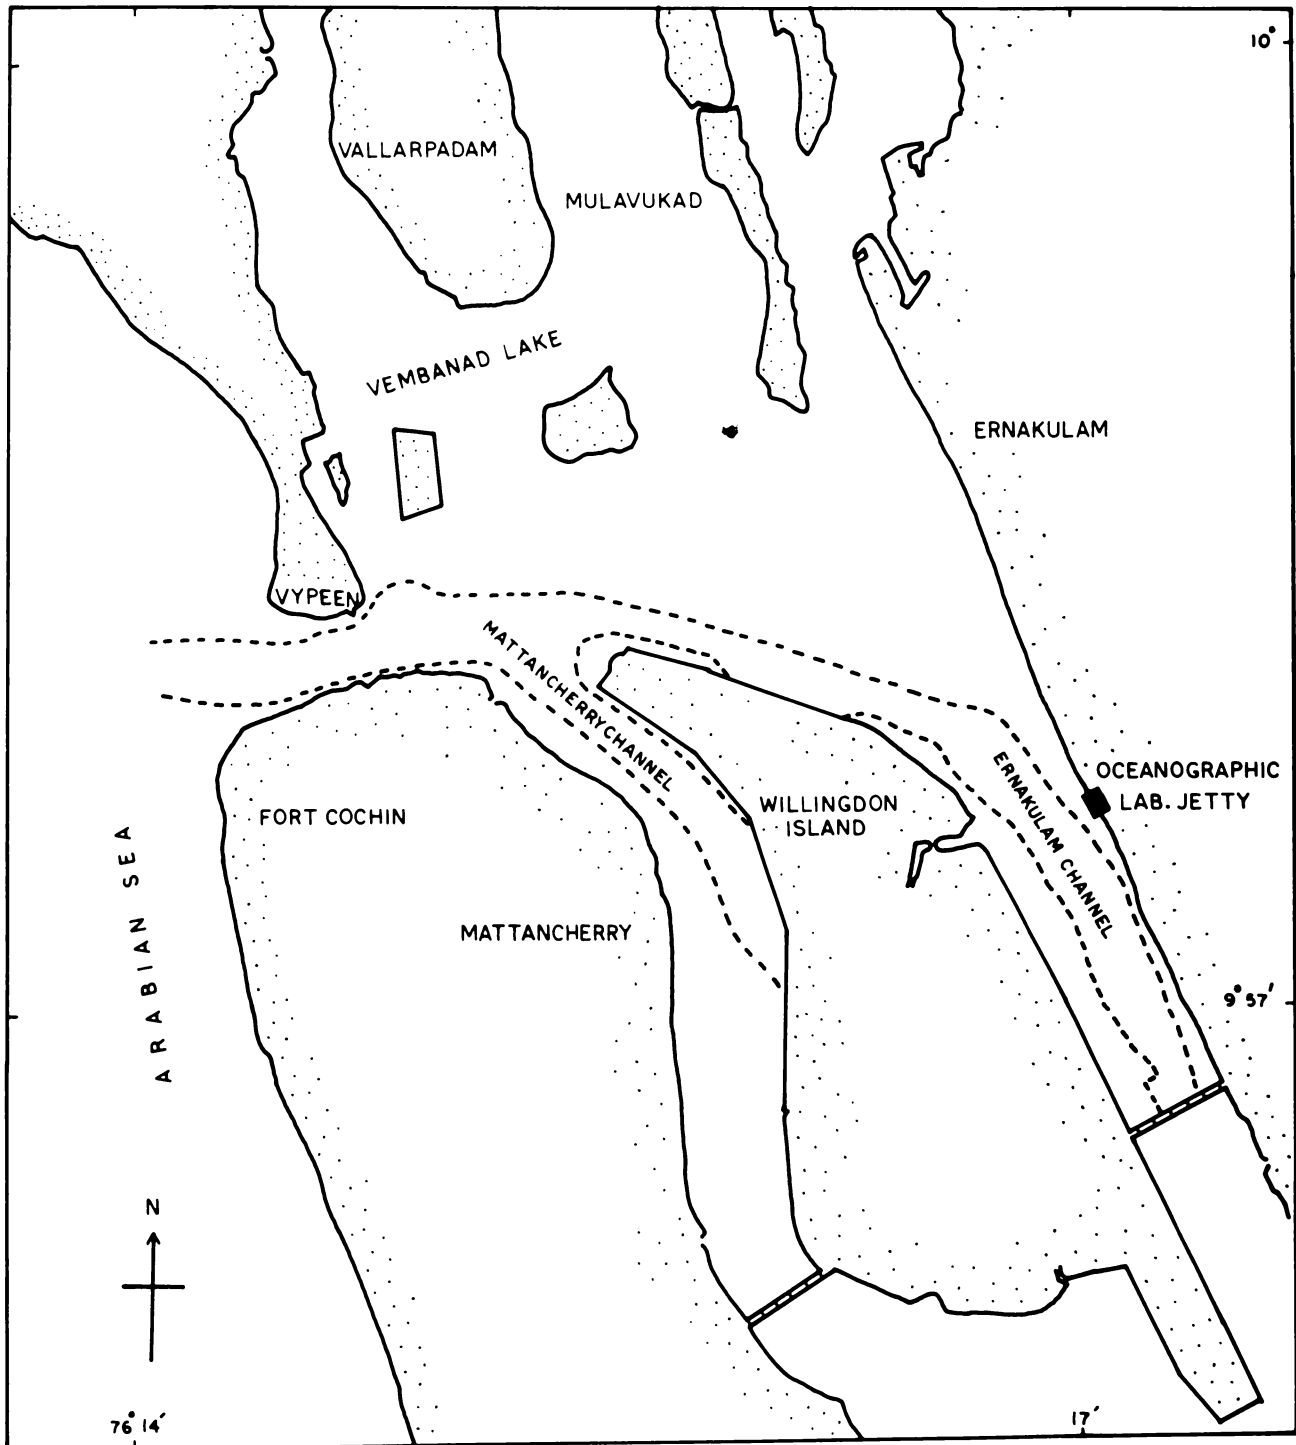 10°
VALLARPADAM
MULAVUKAD
VEMBANAD LAKE
ERNAKULAM
VYPEEN
MATTANCHERRY CHANNEL
ERNAKULAM CHANNEL
OCEANOGRAPHIC
LAB. JETTY
FORT COCHIN
WILLINGDON
ISLAND
ARABIAN SEA
MATTANCHERRY
9° 57'
N
76° 14'
17'